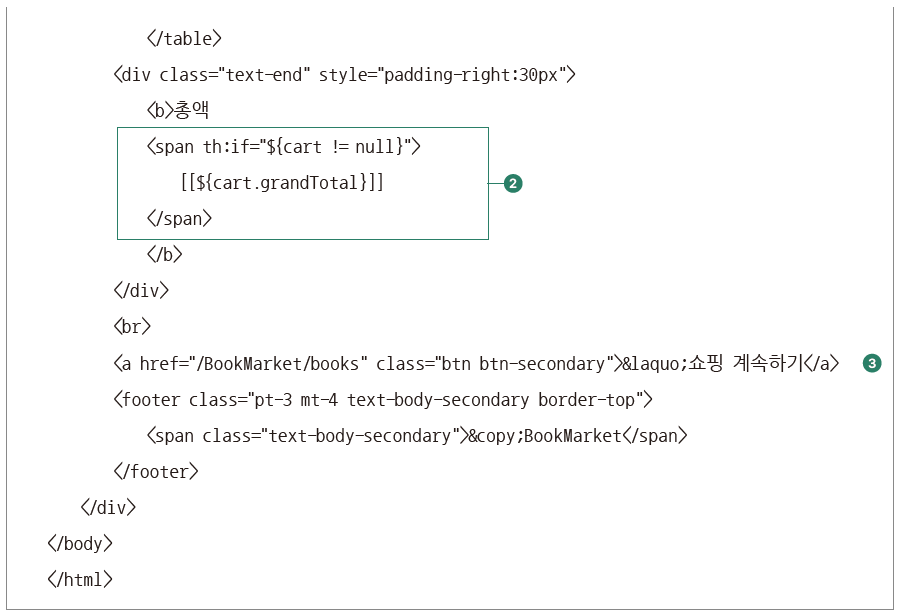 </table>
<div class="text-end" style="padding-right:30px">
<b>총액
<span th:if="${cart != null}">
[[${cart.grandTotal}]]
2
</span>
</b>
</div>
<br>
<a href="/BookMarket/books" class="btn btn-secondary">&laquo;쇼핑 계속하기</a> 3
<footer class="pt-3 mt-4 text-body-secondary border-top">
<span class="text-body-secondary">&copy;BookMarket</span>
</footer>
</div>
</body>
</html>